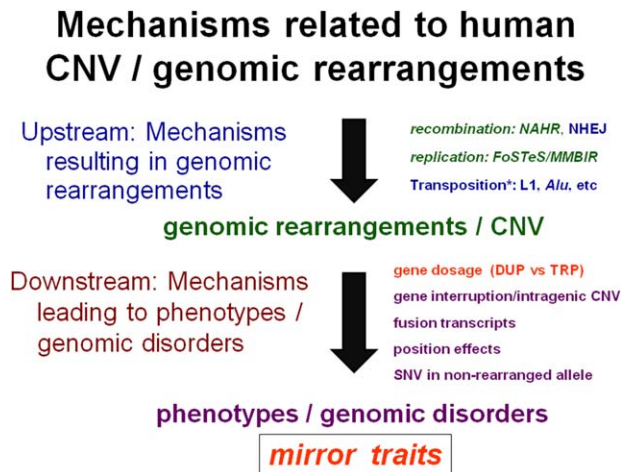 Mechanisms related to human
CNV / genomic rearrangements
Upstream: Mechanisms
resulting in genomic
rearrangements
recombination: NAHR, NHEJ
replication: FoSTeS/MMBIR
Transposition*: L1, Alu, etc
genomic rearrangements / CNV
Downstream: Mechanisms
leading to phenotypes /
genomic disorders
gene dosage (DUP vs TRP)
gene interruption/intragenic CNV
fusion transcripts
position effects
SNV in non-rearranged allele
phenotypes / genomic disorders
mirror traits